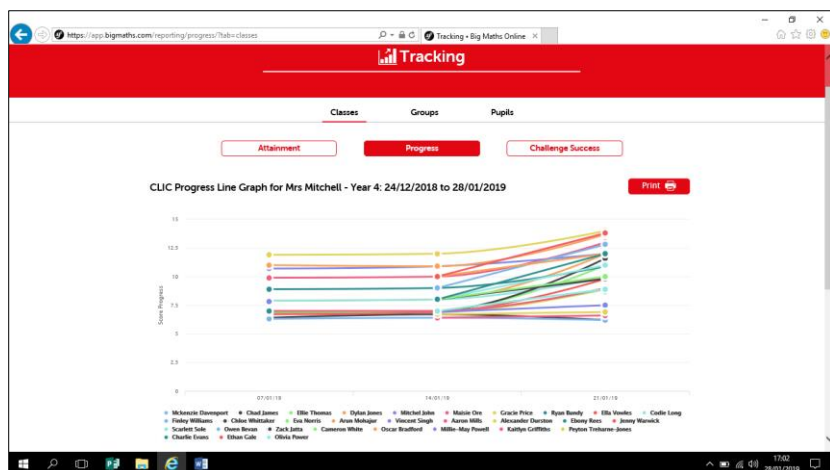 https://app.bigmaths.com/reporting/progress/?tab=classes
Tracking • Big Maths Online
Tracking
Classes Groups Pupils
Attainment Progress Challenge Success
CLIC Progress Line Graph for Mrs Mitchell - Year 4: 24/12/2018 to 28/01/2019 Print
15
12.5
10
7.5
5
2.5
0
Score Progress
07/01/19 14/01/19 21/01/19
Mckenzie Davenport Chad James Ellie Thomas Dylan Jones Mitchel John Maisie Ore Gracie Price Ryan Bundy Ella Vowles Carlie Long
Finley Williams Chloe Whittaker Eva Norris Aron Mohajur Vincent Singh Aaron Mills Alexander Durston Ebony Rees Jenny Warwick
Scarlett Sole Owen Bevan Zack Jatta Cameron White Oscar Bradford Millie-May Powell Kaitlyn Griffiths Peyton Treharne-Jones
Charlie Evans Ethan Gale Olivia Power
17:02
28/01/2019